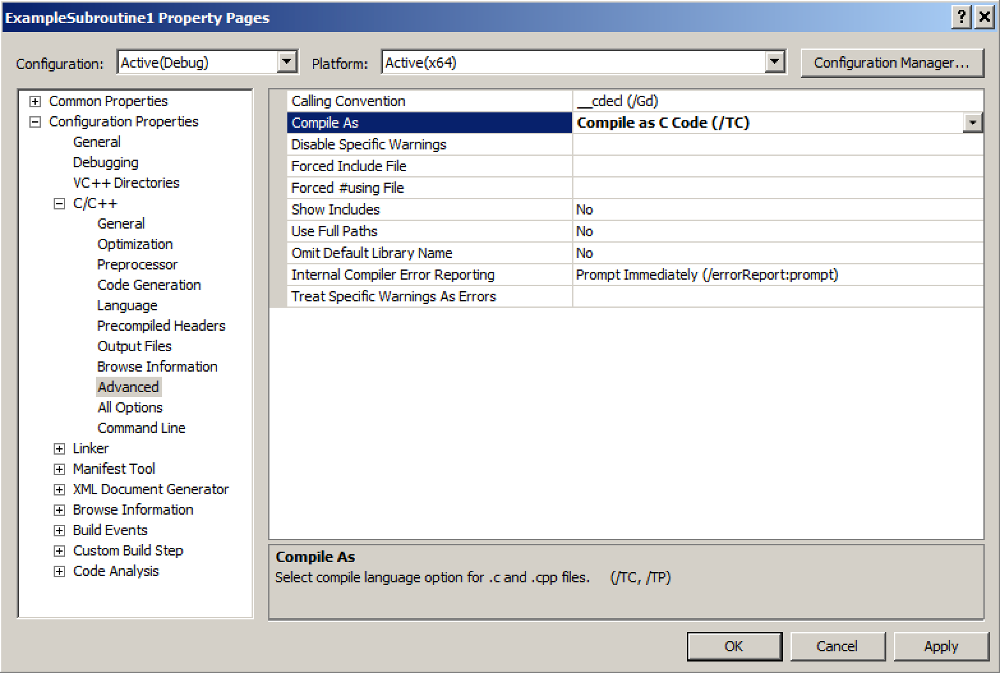 ExampleSubroutine1 Property Pages
Configuration: Active(Debug) Platform: Active(x64) Configuration Manager...
Common Properties
Configuration Properties
General
Debugging
VC++ Directories
C/C++
General
Optimization
Preprocessor
Code Generation
Language
Precompiled Headers
Output Files
Browse Information
Advanced
All Options
Command Line
Linker
Manifest Tool
XML Document Generator
Browse Information
Build Events
Custom Build Step
Code Analysis
Calling Convention __cdecl (/Gd)
Compile As Compile as C Code (/TC)
Disable Specific Warnings
Forced Include File
Forced #using File
Show Includes No
Use Full Paths No
Omit Default Library Name No
Internal Compiler Error Reporting Prompt Immediately (/errorReport:prompt)
Treat Specific Warnings As Errors
Compile As
Select compile language option for .c and .cpp files. (/TC, /TP)
OK Cancel Apply